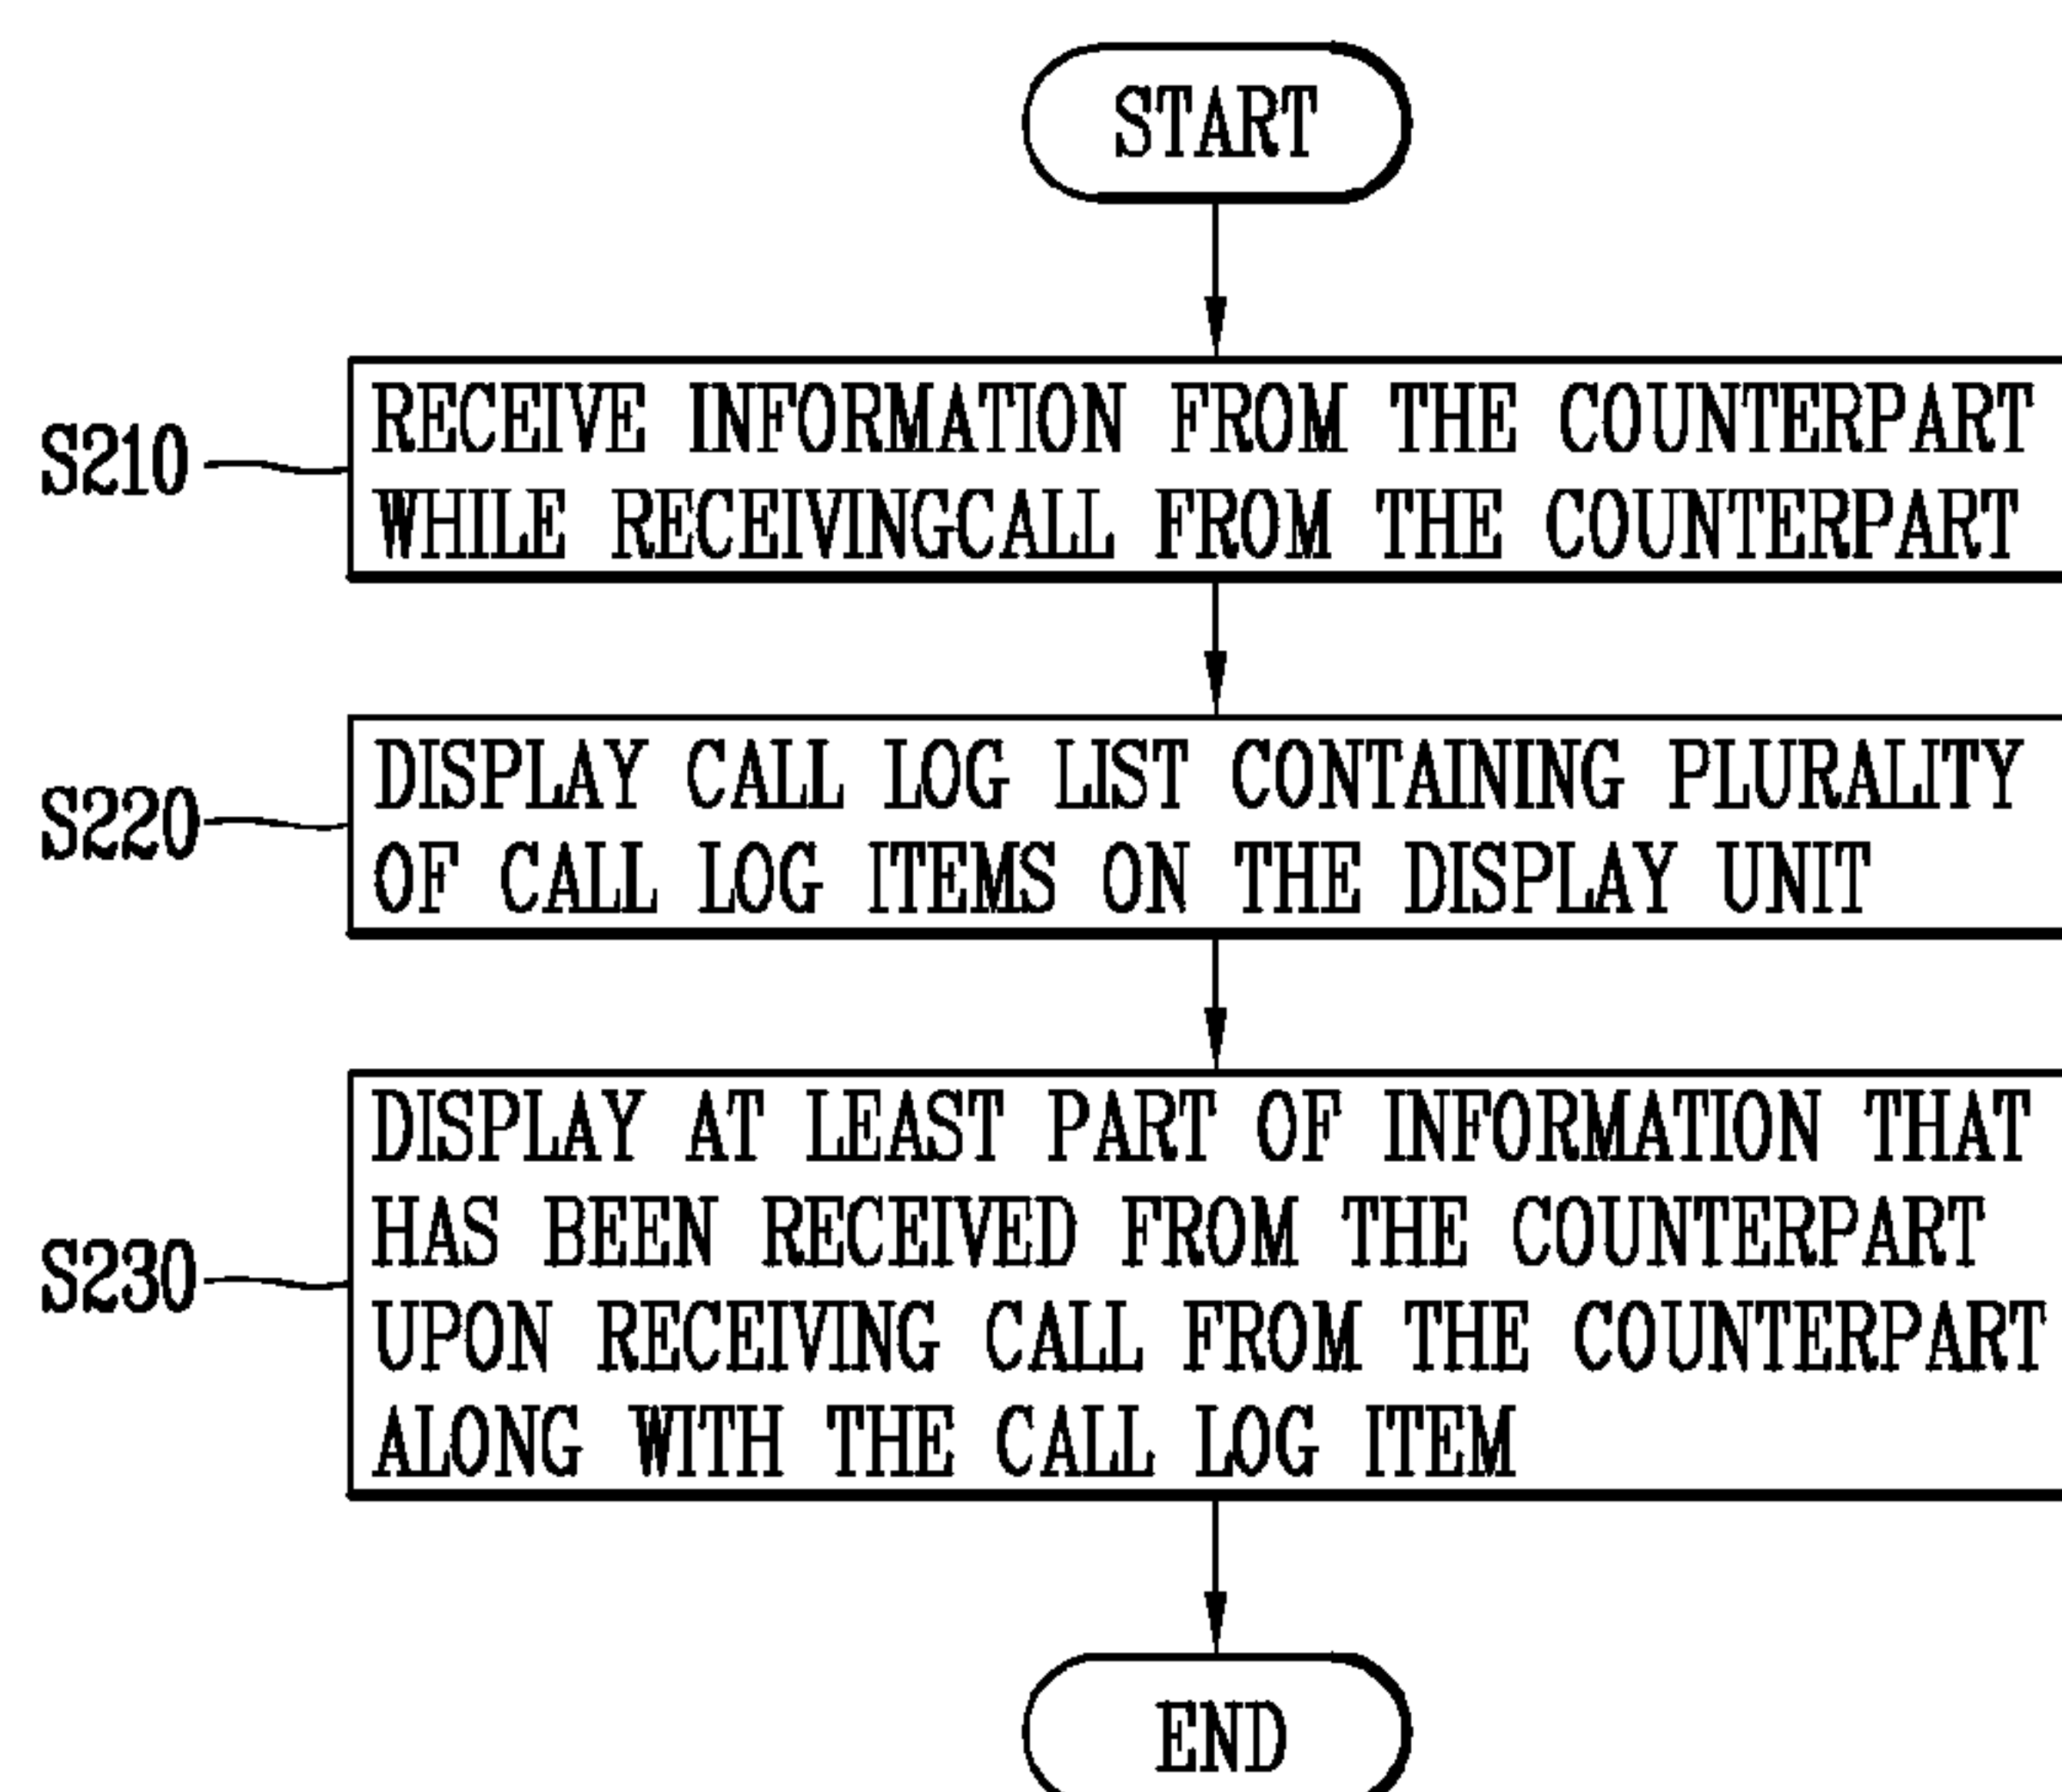 START
S210
RECEIVE INFORMATION FROM THE COUNTERPART
WHILE RECEIVINGCALL FROM THE COUNTERPART
S220
DISPLAY CALL LOG LIST CONTAINING PLURALITY
OF CALL LOG ITEMS ON THE DISPLAY UNIT
S230
DISPLAY AT LEAST PART OF INFORMATION THAT
HAS BEEN RECEIVED FROM THE COUNTERPART
UPON RECEIVING CALL FROM THE COUNTERPART
ALONG WITH THE CALL LOG ITEM
END